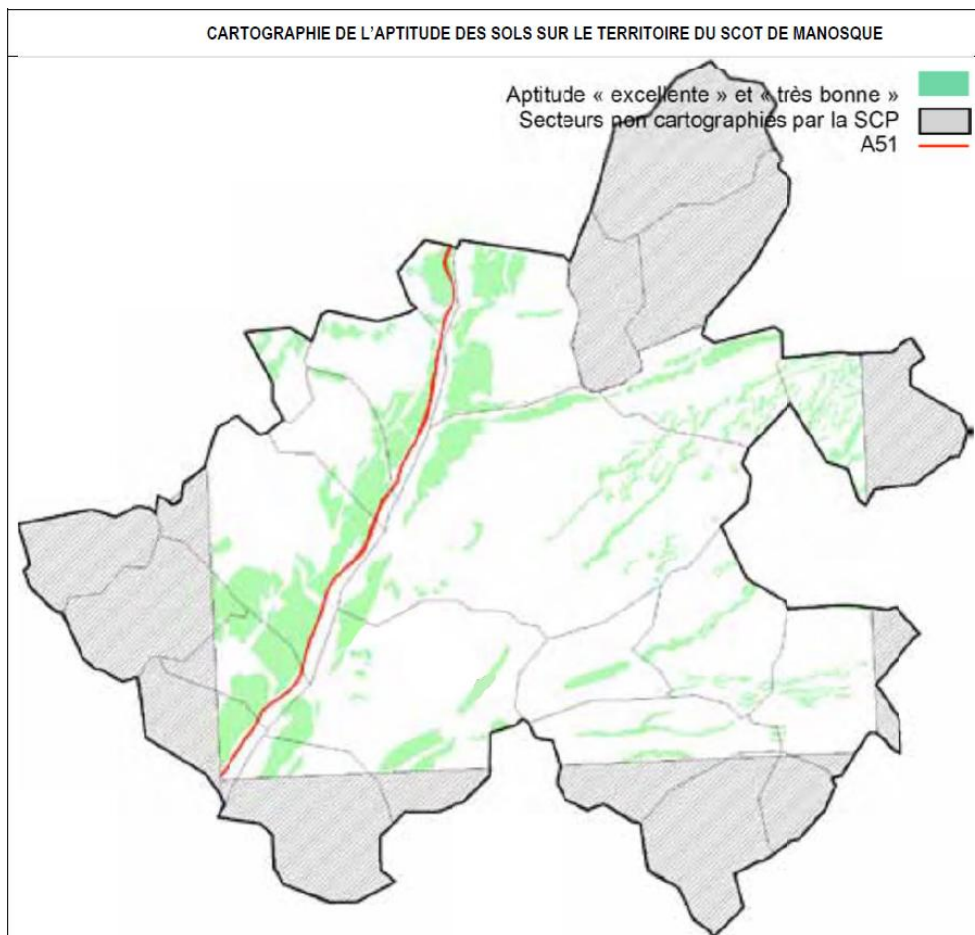 CARTOGRAPHIE DE L'APTITUDE DES SOLS SUR LE TERRITOIRE DU SCOT DE MANOSQUE
Aptitude « excellente » et « très bonne »
Secteurs non cartographiés par la SCP
A51